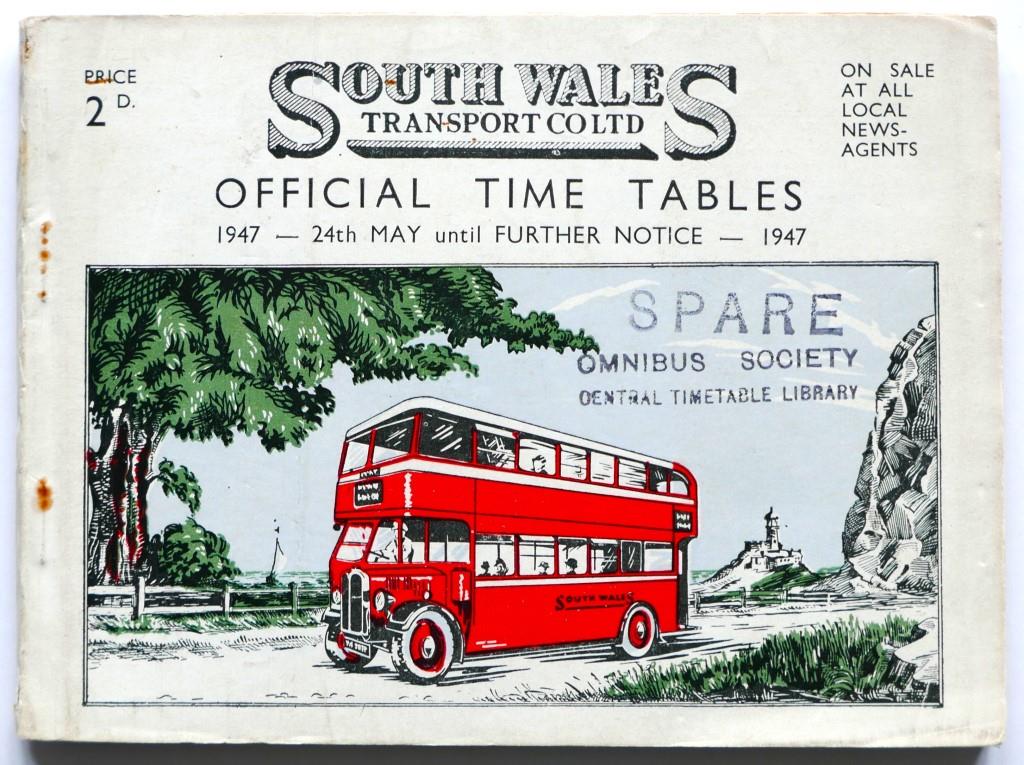 PRICE
2 D.
SOUTH WALES
TRANSPORT CO LTD
ON SALE
AT ALL
LOCAL
NEWS-
AGENTS
OFFICIAL TIME TABLES
1947 — 24th MAY until FURTHER NOTICE — 1947
SPARE
OMNIBUS SOCIETY
CENTRAL TIMETABLE LIBRARY
SOUTH WALES